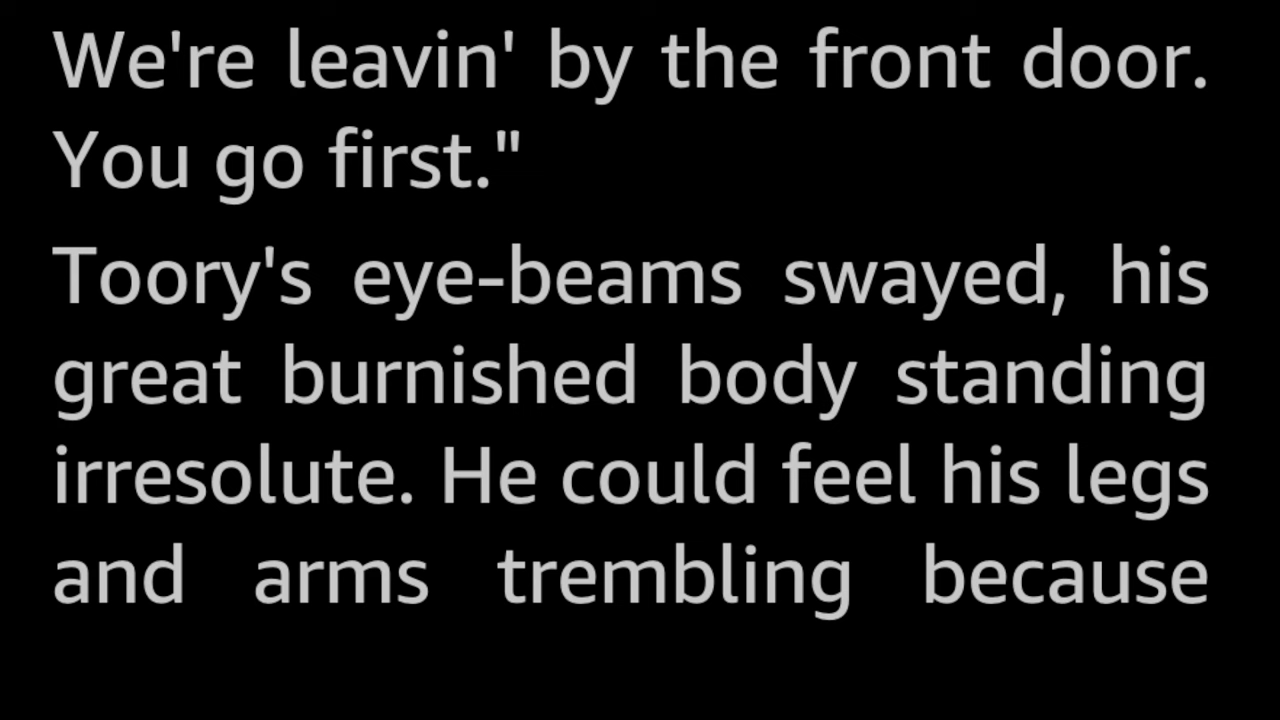 We're leavin' by the front door.
You go first."
Toory's eye-beams swayed, his
great burnished body standing
irresolute. He could feel his legs
and arms trembling because